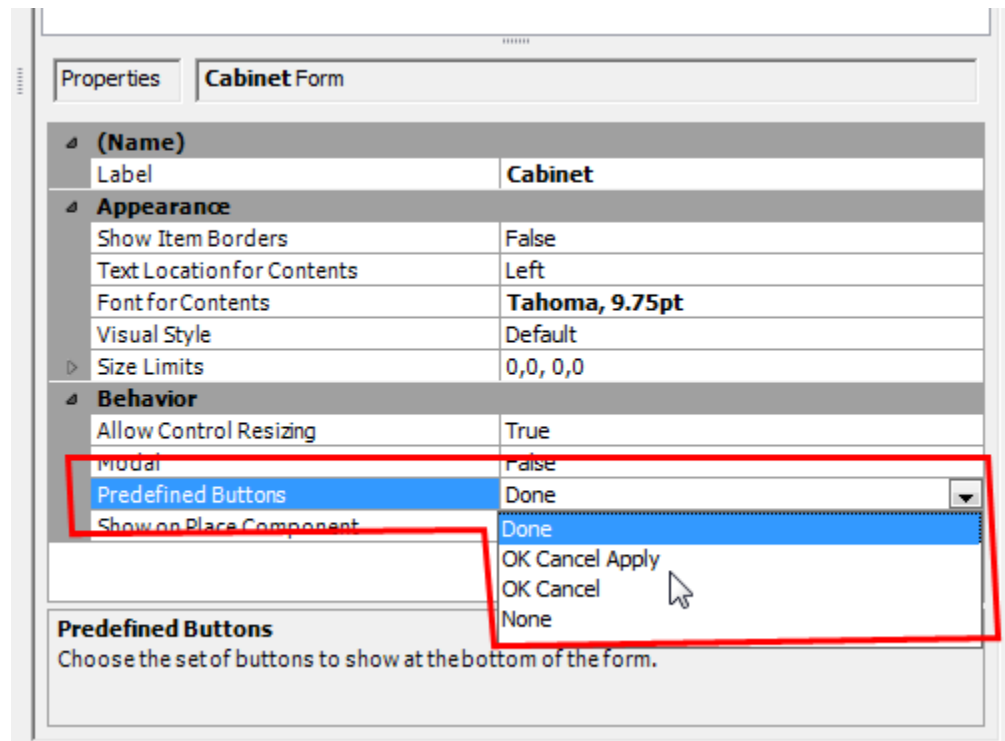 Properties Cabinet Form
(Name)
Label Cabinet
Appearance
Show Item Borders False
Text Location for Contents Left
Font for Contents Tahoma, 9.75pt
Visual Style Default
Size Limits 0,0, 0,0
Behavior
Allow Control Resizing True
Modal False
Predefined Buttons Done
Show on Place Component
Done
OK Cancel Apply
OK Cancel
None
Predefined Buttons
Choose the set of buttons to show at the bottom of the form.